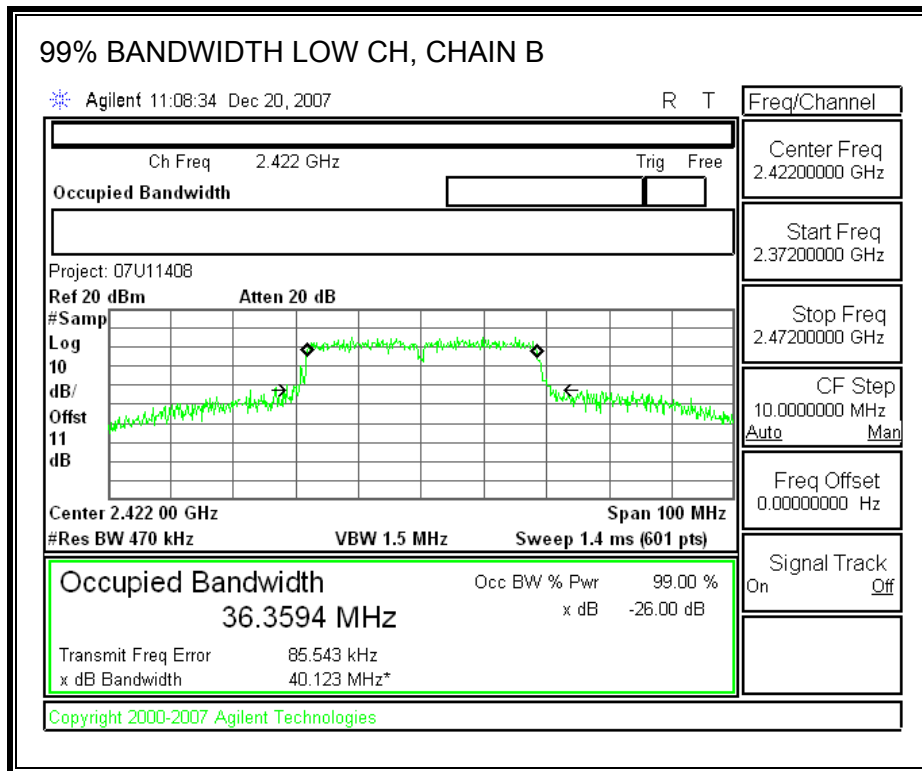 99% BANDWIDTH LOW CH, CHAIN B
Agilent 11:08:34 Dec 20, 2007 R T
Freq/Channel
Ch Freq 2.422 GHz Trig Free
Occupied Bandwidth
Center Freq
2.42200000 GHz
Start Freq
2.37200000 GHz
Stop Freq
2.47200000 GHz
CF Step
10.0000000 MHz
Auto Man
Freq Offset
0.00000000 Hz
Signal Track
On Off
Project: 07U11408
Ref 20 dBm Atten 20 dB
#Samp
Log
10
dB/
Offst
11
dB
Center 2.422 00 GHz Span 100 MHz
#Res BW 470 kHz VBW 1.5 MHz Sweep 1.4 ms (601 pts)
Occupied Bandwidth
36.3594 MHz
Occ BW % Pwr 99.00 %
x dB -26.00 dB
Transmit Freq Error 85.543 kHz
x dB Bandwidth 40.123 MHz*
Copyright 2000-2007 Agilent Technologies